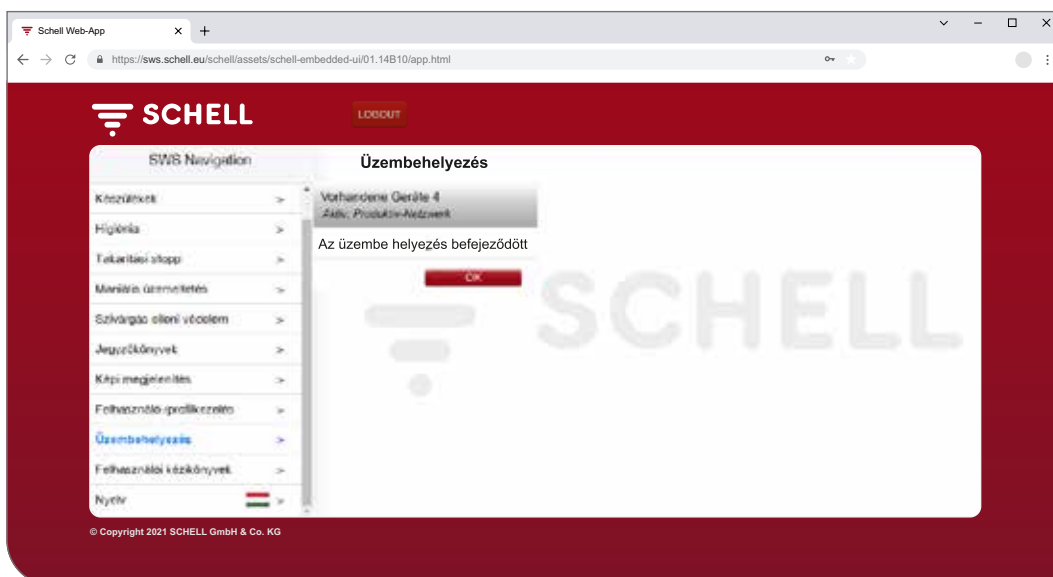 Schell Web-App
https://sws.schell.eu/schell/assets/schell-embedded-ui/01.14B10/app.html
SCHELL
LOGOUT
SWS Navigation
Üzembehelyezés
Készülékek >
Vorhandene Geräte 4
Aktiv: Produktiv-Netzwerk
Higiénia >
Az üzembe helyezés befejeződött
Takarítási stopp >
OK
Manuális üzemeltetés >
Szivárgás elleni védelem >
Jegyzőkönyvek >
Képi megjelenítés >
Felhasználó-/profilkezelés >
Üzembehelyezés >
Felhasználói kézikönyvek >
Nyelv >
SCHELL
© Copyright 2021 SCHELL GmbH & Co. KG